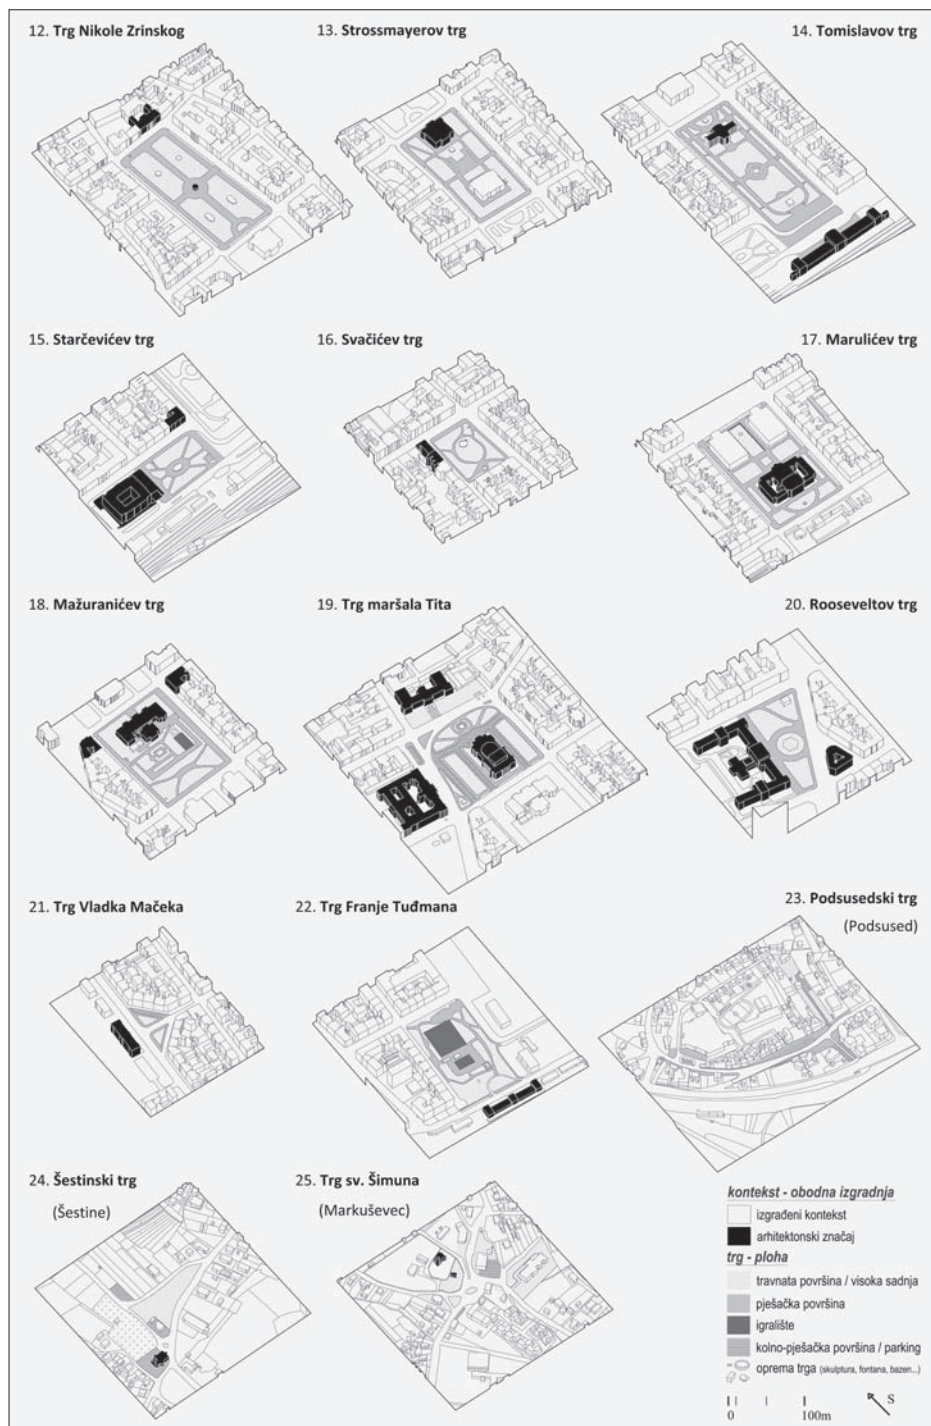 12. Trg Nikole Zrinskog
13. Strossmayerov trg
14. Tomislavov trg
15. Starčevićev trg
16. Svačićev trg
17. Marulićev trg
18. Mažuranićev trg
19. Trg maršala Tita
20. Rooseveltov trg
21. Trg Vladka Mačeka
22. Trg Franje Tuđmana
23. Podsusedski trg
(Podsused)
24. Šestinski trg
(Šestine)
25. Trg sv. Šimuna
(Markuševec)
kontekst - obodna izgradnja
izgrađeni kontekst
arhitektonski značaj
trg - ploha
travnata površina / visoka sadnja
pješačka površina
igralište
kolno-pješačka površina / parking
oprema trga (skulptura, fontana, bazen...)
S
0 100m